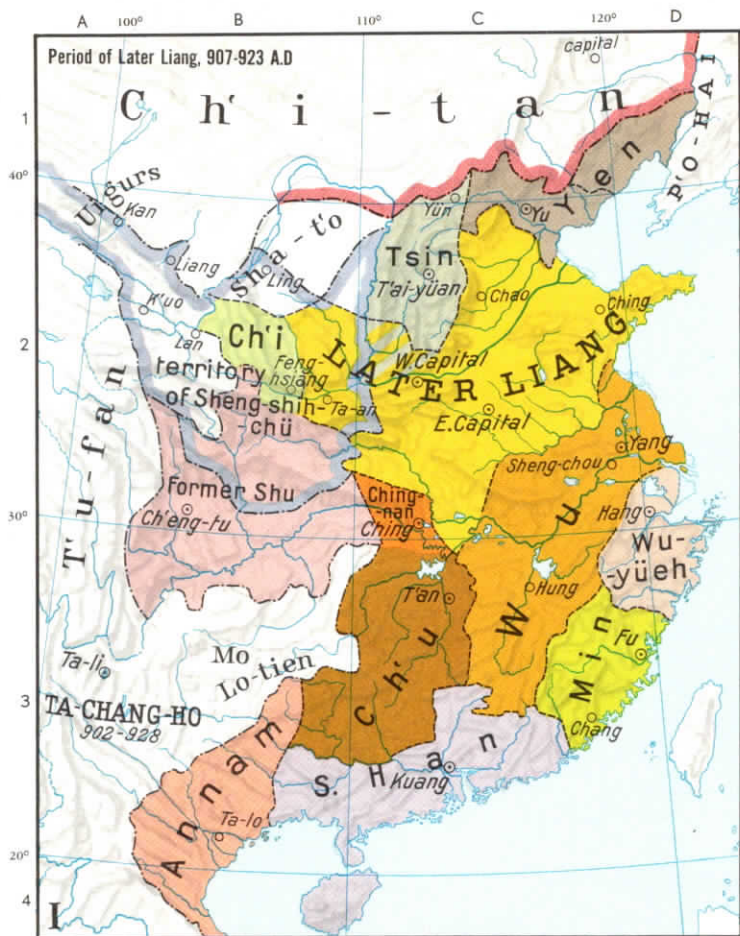 A 100° B 110° C 120° D
Period of Later Liang, 907-923 A.D
capital
Ch'i-tan
P'O-HAI
1
40°
Uigurs
Kan
Yün
Yu
Yen
Sha-t'o
Liang
Ling
Tsin
T'ai-yüan
K'uo
Chao
Ching
2
Lan
Ch'i
LATER LIANG
W.Capital
territory
of Sheng-shih-
chü
Feng-
hsiang
Ta-an
E.Capital
Yang
Sheng-chou
T'u-fan
Former Shu
Ch'eng-tu
Ching-
nan
Ching
30°
Hang
Wu-
-yüeh
Wu
Hung
T'an
Ch'u
Min
Fu
Mo
Lo-tien
Ta-li
3
TA-CHANG-HO
902-928
Chang
S. Han
Kuang
Annam
Ta-lo
20°
4
I